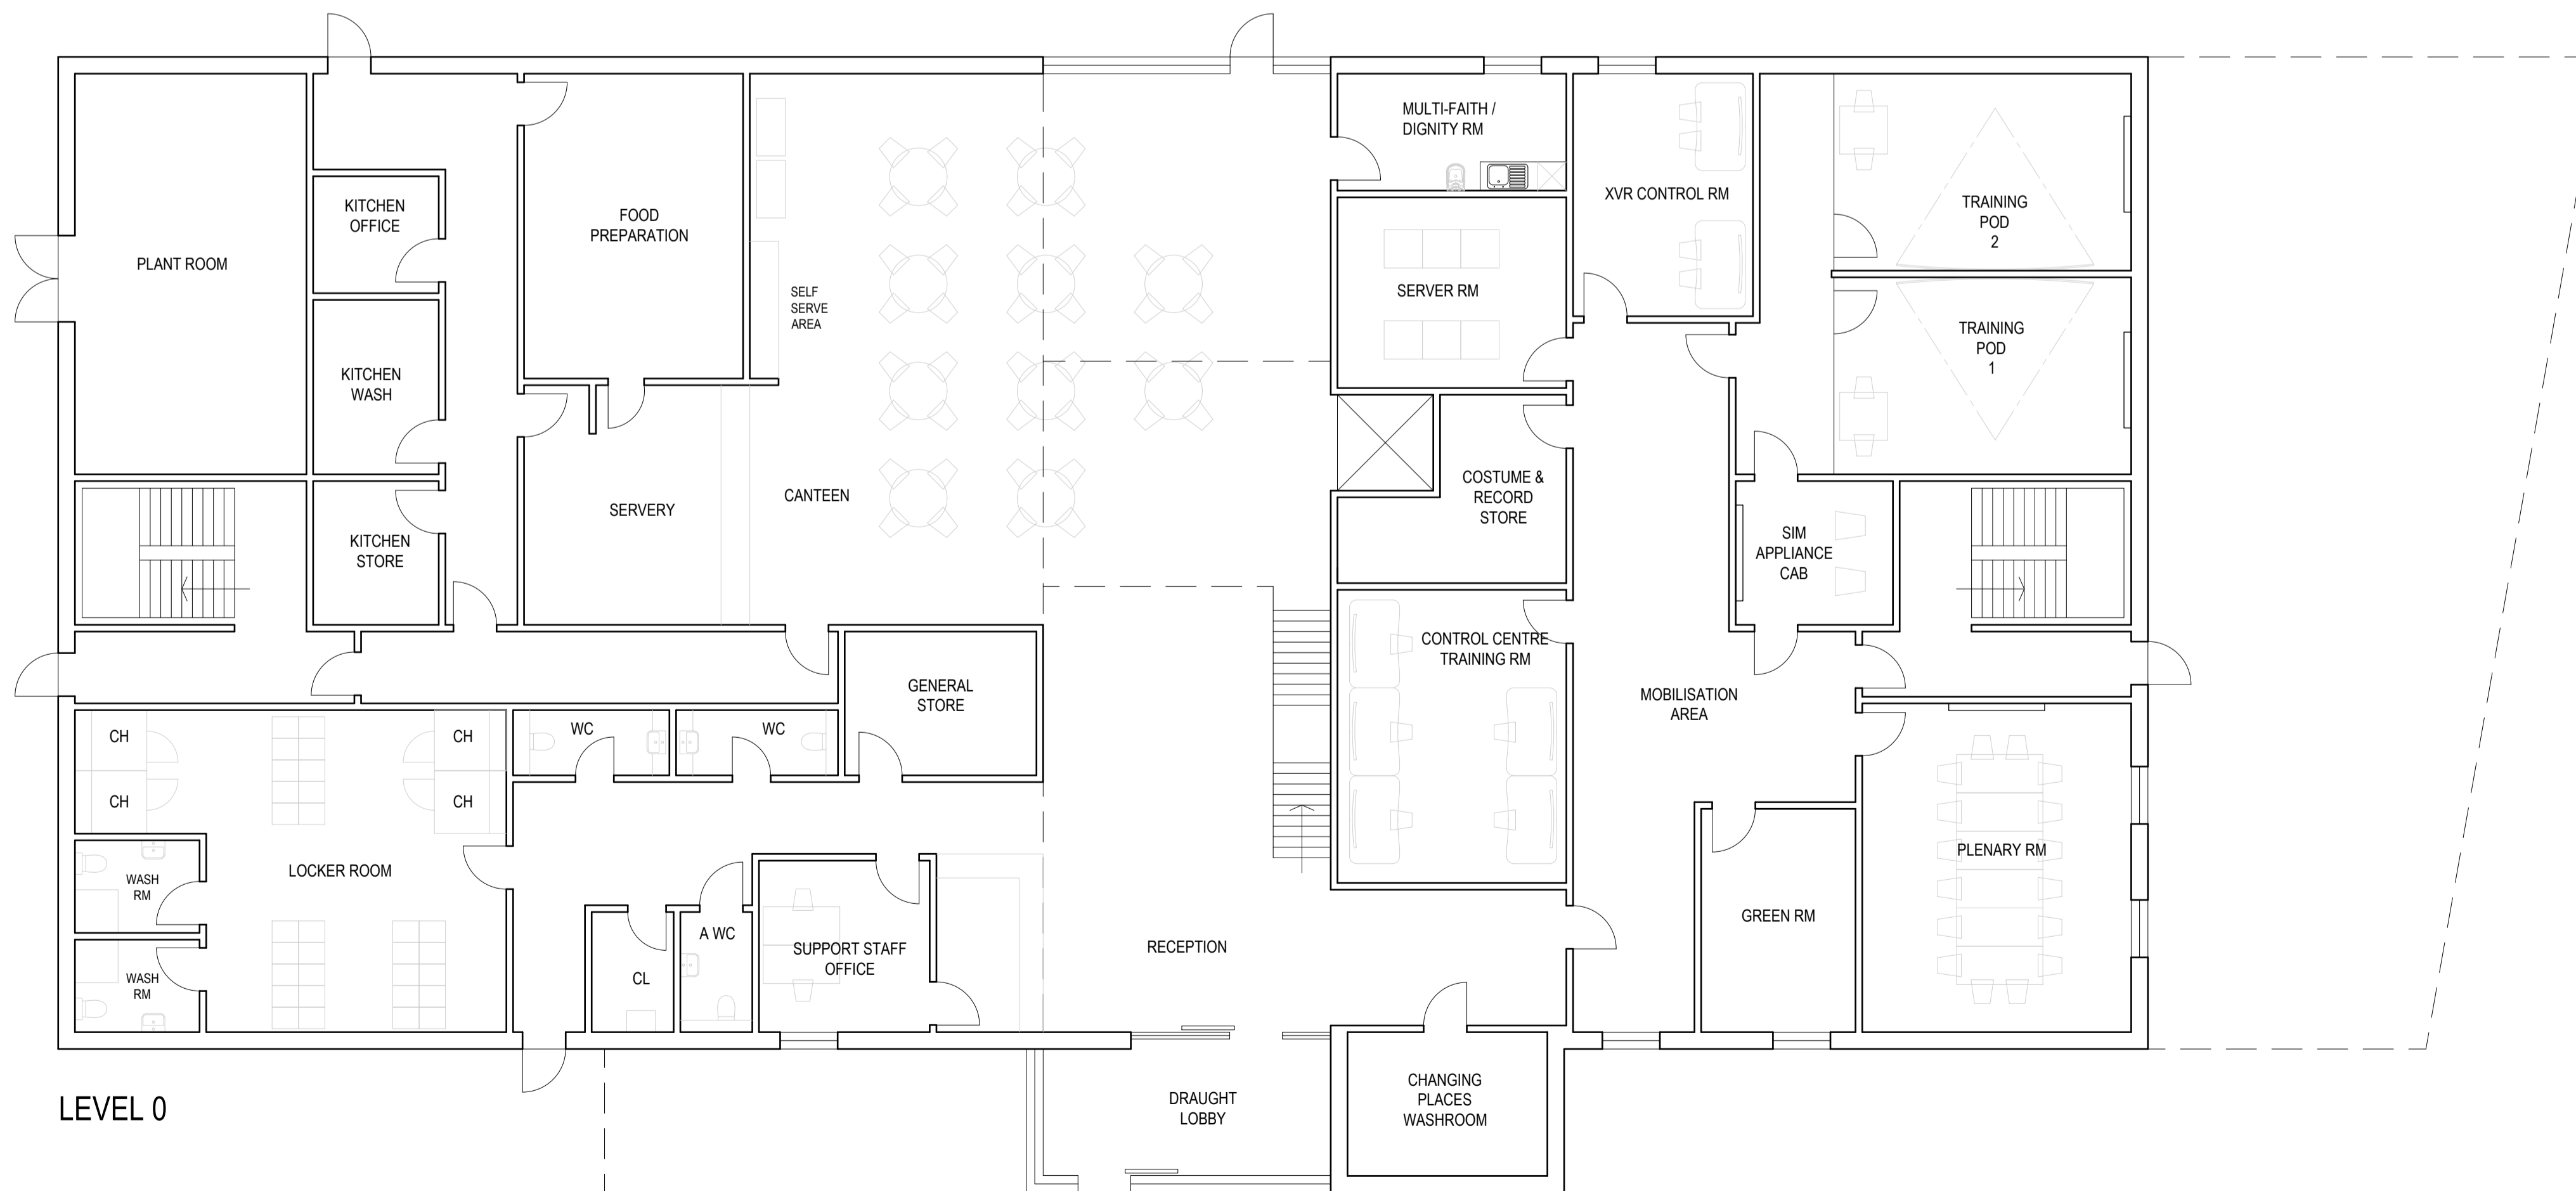 MULTI-FAITH /
DIGNITY RM
KITCHEN
OFFICE
FOOD
PREPARATION
XVR CONTROL RM
TRAINING
POD
2
PLANT ROOM
SELF
SERVE
AREA
SERVER RM
TRAINING
POD
1
KITCHEN
WASH
SERVERY
CANTEEN
COSTUME &
RECORD
STORE
KITCHEN
STORE
SIM
APPLIANCE
CAB
CONTROL CENTRE
TRAINING RM
GENERAL
STORE
MOBILISATION
AREA
CH
CH
WC
WC
CH
CH
LOCKER ROOM
WASH
RM
WASH
RM
A WC
CL
SUPPORT STAFF
OFFICE
RECEPTION
GREEN RM
PLENARY RM
DRAUGHT
LOBBY
CHANGING
PLACES
WASHROOM
LEVEL 0